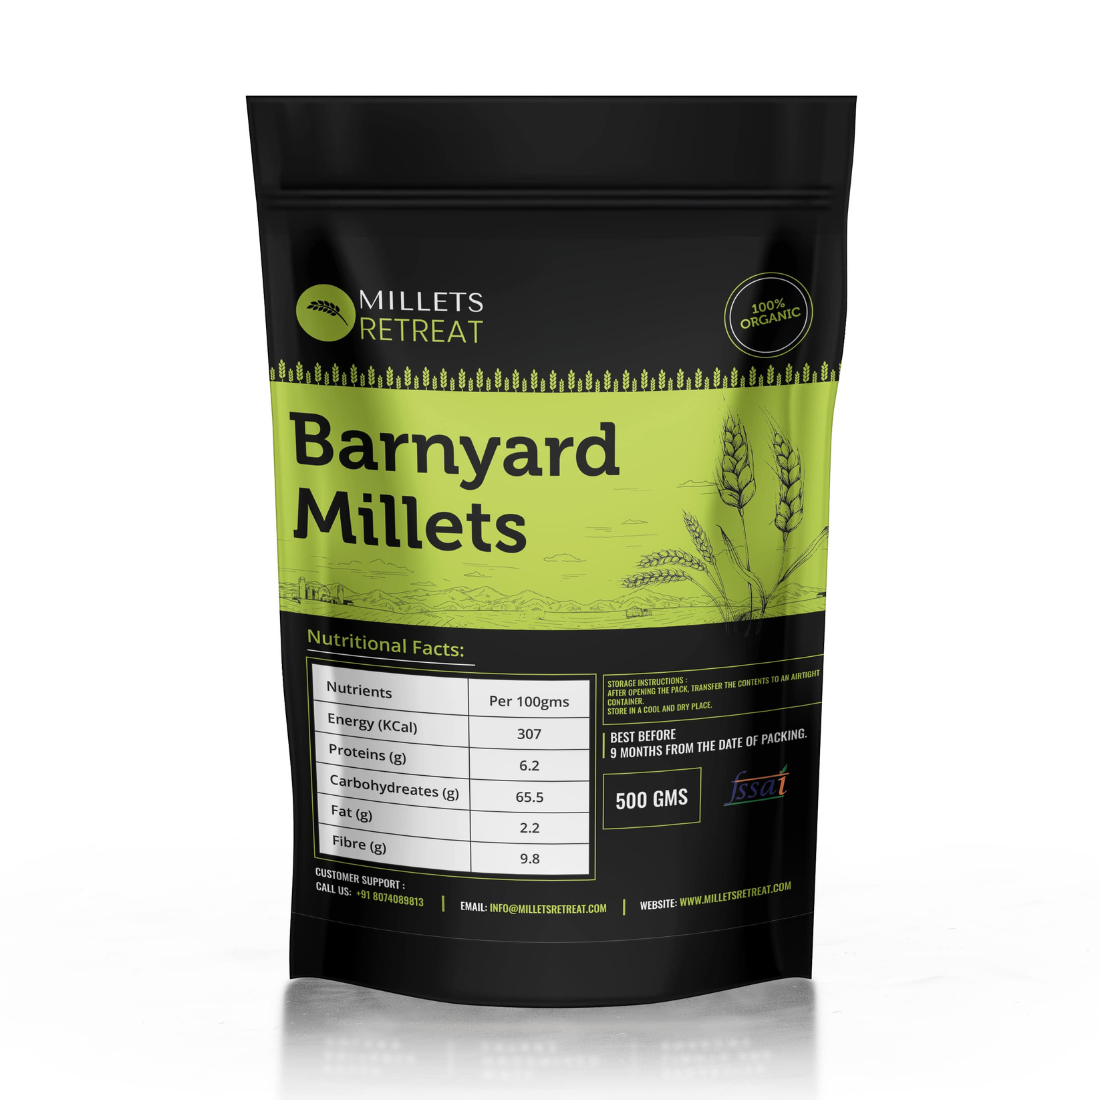 MILLETS
RETREAT
100%
ORGANIC
Barnyard
Millets
Nutritional Facts:
Nutrients Per 100gms
Energy (KCal) 307
Proteins (g) 6.2
Carbohydreates (g) 65.5
Fat (g) 2.2
Fibre (g) 9.8
STORAGE INSTRUCTIONS :
AFTER OPENING THE PACK, TRANSFER THE CONTENTS TO AN AIRTIGHT
CONTAINER.
STORE IN A COOL AND DRY PLACE.
BEST BEFORE
9 MONTHS FROM THE DATE OF PACKING.
500 GMS
fssai
CUSTOMER SUPPORT :
CALL US: +91 8074089813 | EMAIL: INFO@MILLETSRETREAT.COM | WEBSITE: WWW.MILLETSRETREAT.COM